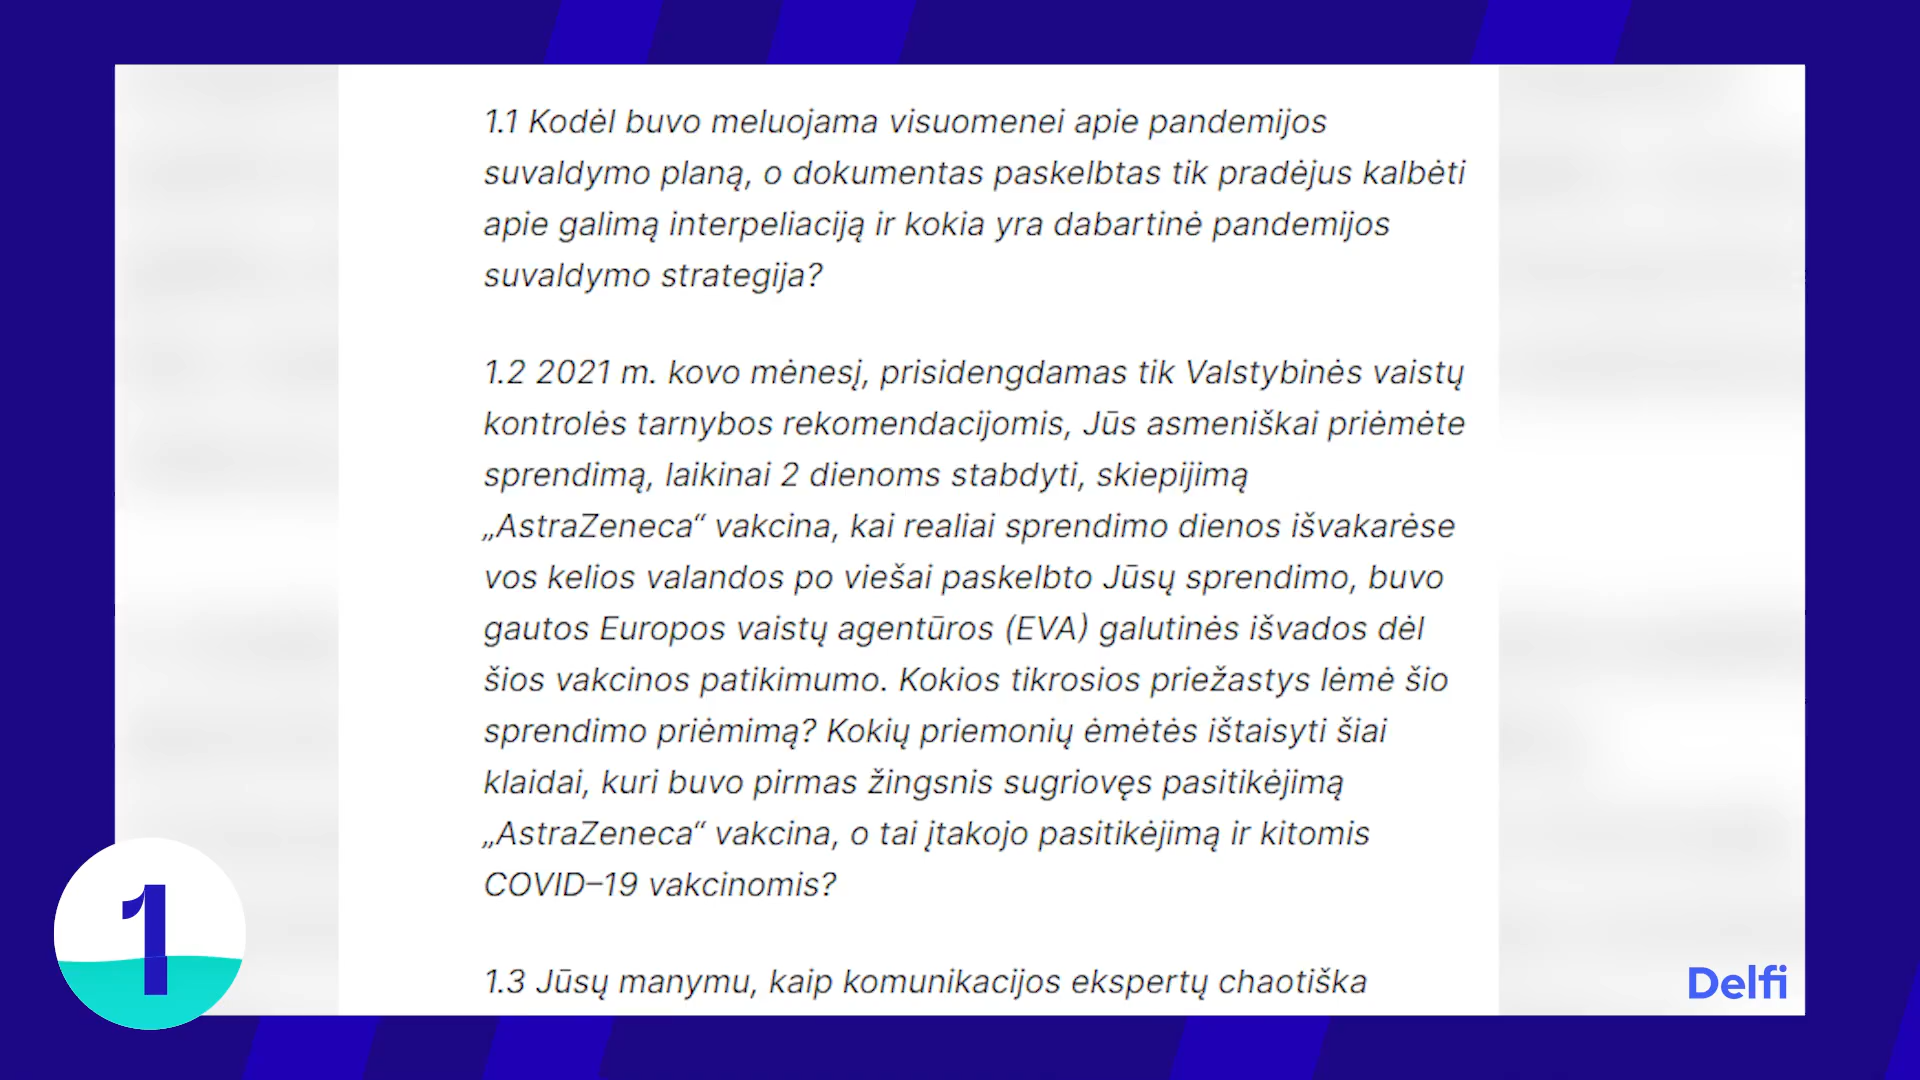 1.1 Kodėl buvo meluojama visuomenei apie pandemijos
suvaldymo planą, o dokumentas paskelbtas tik pradėjus kalbėti
apie galimą interpeliaciją ir kokia yra dabartinė pandemijos
suvaldymo strategija?
1.2 2021 m. kovo mėnesį, prisidengdamas tik Valstybinės vaistų
kontrolės tarnybos rekomendacijomis, Jūs asmeniškai priėmėte
sprendimą, laikinai 2 dienoms stabdyti, skiepijimą
„AstraZeneca“ vakcina, kai realiai sprendimo dienos išvakarėse
vos kelios valandos po viešai paskelbto Jūsų sprendimo, buvo
gautos Europos vaistų agentūros (EVA) galutinės išvados dėl
šios vakcinos patikimumo. Kokios tikrosios priežastys lėmė šio
sprendimo priėmimą? Kokių priemonių ėmėtės ištaisyti šiai
klaidai, kuri buvo pirmas žingsnis sugriovęs pasitikėjimą
„AstraZeneca“ vakcina, o tai įtakojo pasitikėjimą ir kitomis
COVID–19 vakcinomis?
1.3 Jūsų manymu, kaip komunikacijos ekspertų chaotiška
1
Delfi